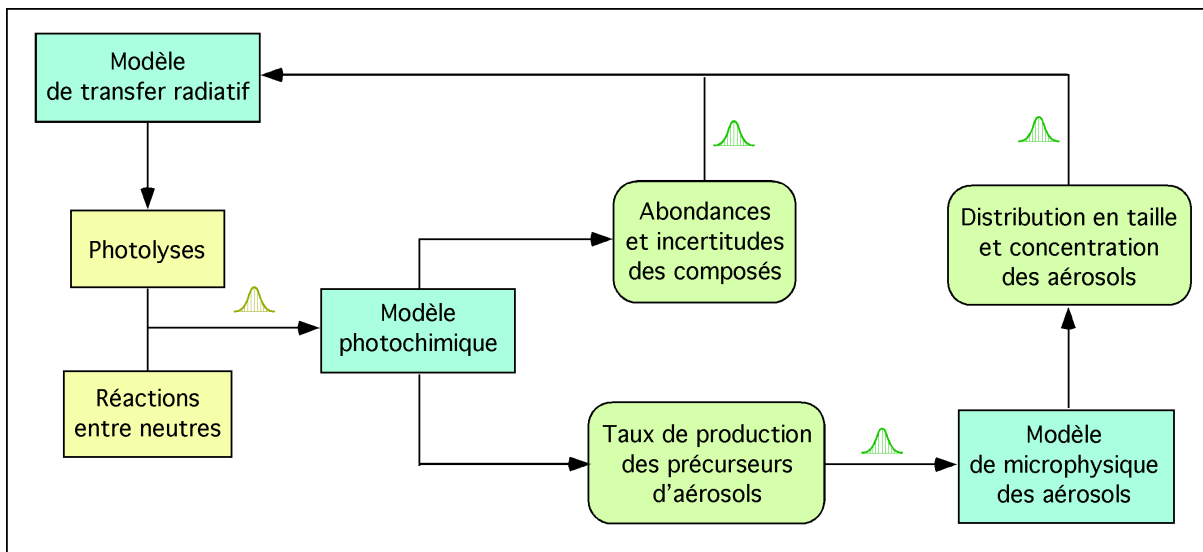 Modèle
de transfer radiatif
Photolyses
Réactions
entre neutres
Modèle
photochimique
Abondances
et incertitudes
des composés
Taux de production
des précurseurs
d'aérosols
Distribution en taille
et concentration
des aérosols
Modèle
de microphysique
des aérosols